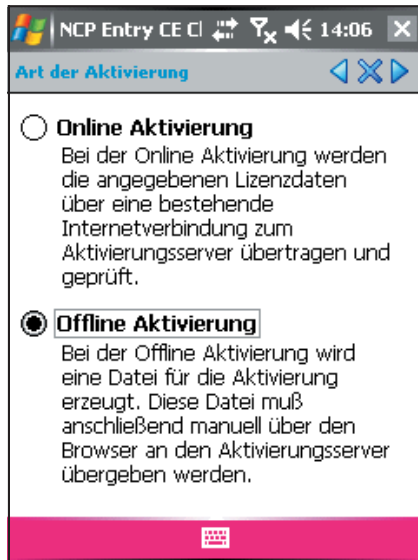 NCP Entry CE Cl 14:06
Art der Aktivierung
Online Aktivierung
Bei der Online Aktivierung werden
die angegebenen Lizenzdaten
über eine bestehende
Internetverbindung zum
Aktivierungsserver übertragen und
geprüft.
Offline Aktivierung
Bei der Offline Aktivierung wird
eine Datei für die Aktivierung
erzeugt. Diese Datei muß
anschließend manuell über den
Browser an den Aktivierungsserver
übergeben werden.